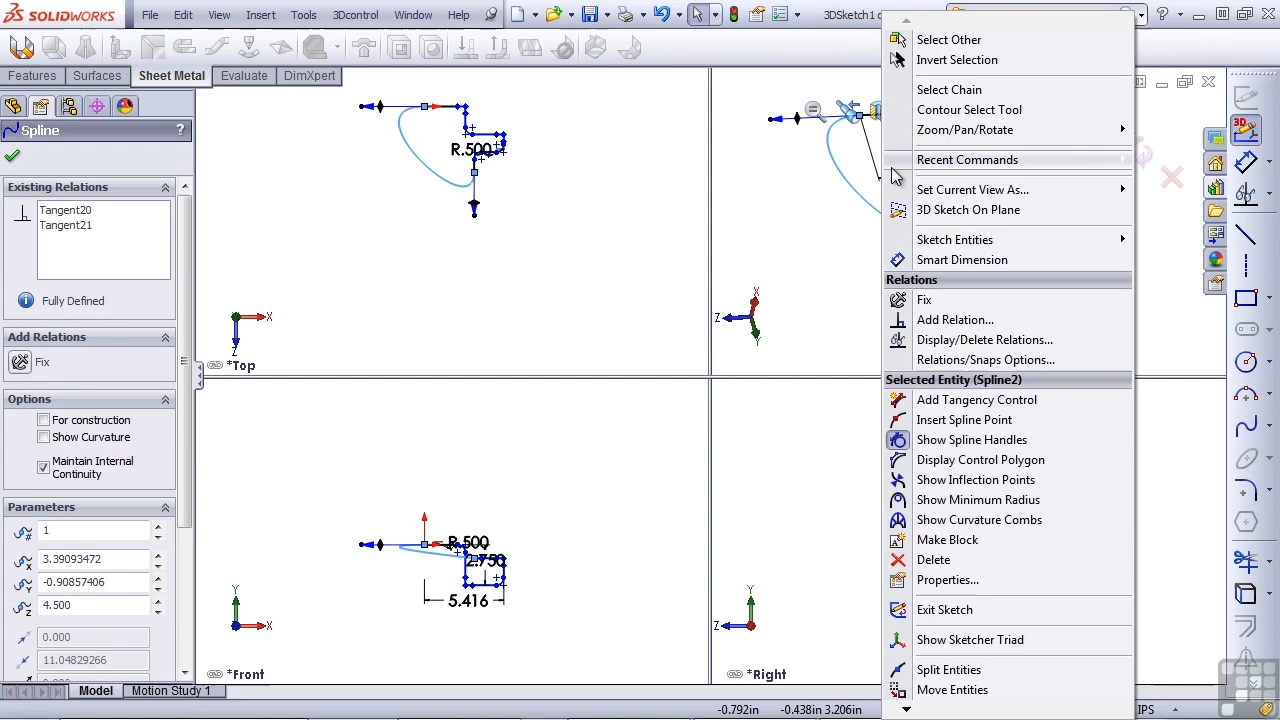 SOLIDWORKS File Edit View Insert Tools 3Dcontrol Window Help 3DSketch1 ?
Features Surfaces Sheet Metal Evaluate DimXpert
Spline ?
Existing Relations
Tangent20
Tangent21
Fully Defined
Add Relations
Fix
Options
For construction
Show Curvature
Maintain Internal
Continuity
Parameters
1
3.39093472
-0.90857406
4.500
0.000
11.04829266
Model Motion Study 1
R.500
X
Z
*Top
R.500
2.750
5.416
Y
X
*Front
X
Z
Y
Y
Z
*Right
Select Other
Insert Selection
Select Chain
Contour Select Tool
Zoom/Pan/Rotate
Recent Commands
Set Current View As...
3D Sketch On Plane
Sketch Entities
Smart Dimension
Relations
Fix
Add Relation...
Display/Delete Relations...
Relations/Snaps Options...
Selected Entity (Spline2)
Add Tangency Control
Insert Spline Point
Show Spline Handles
Display Control Polygon
Show Inflection Points
Show Minimum Radius
Show Curvature Combs
Make Block
Delete
Properties...
Exit Sketch
Show Sketcher Triad
Split Entities
Move Entities
3D
-0.792in -0.438in 3.206in
IPS